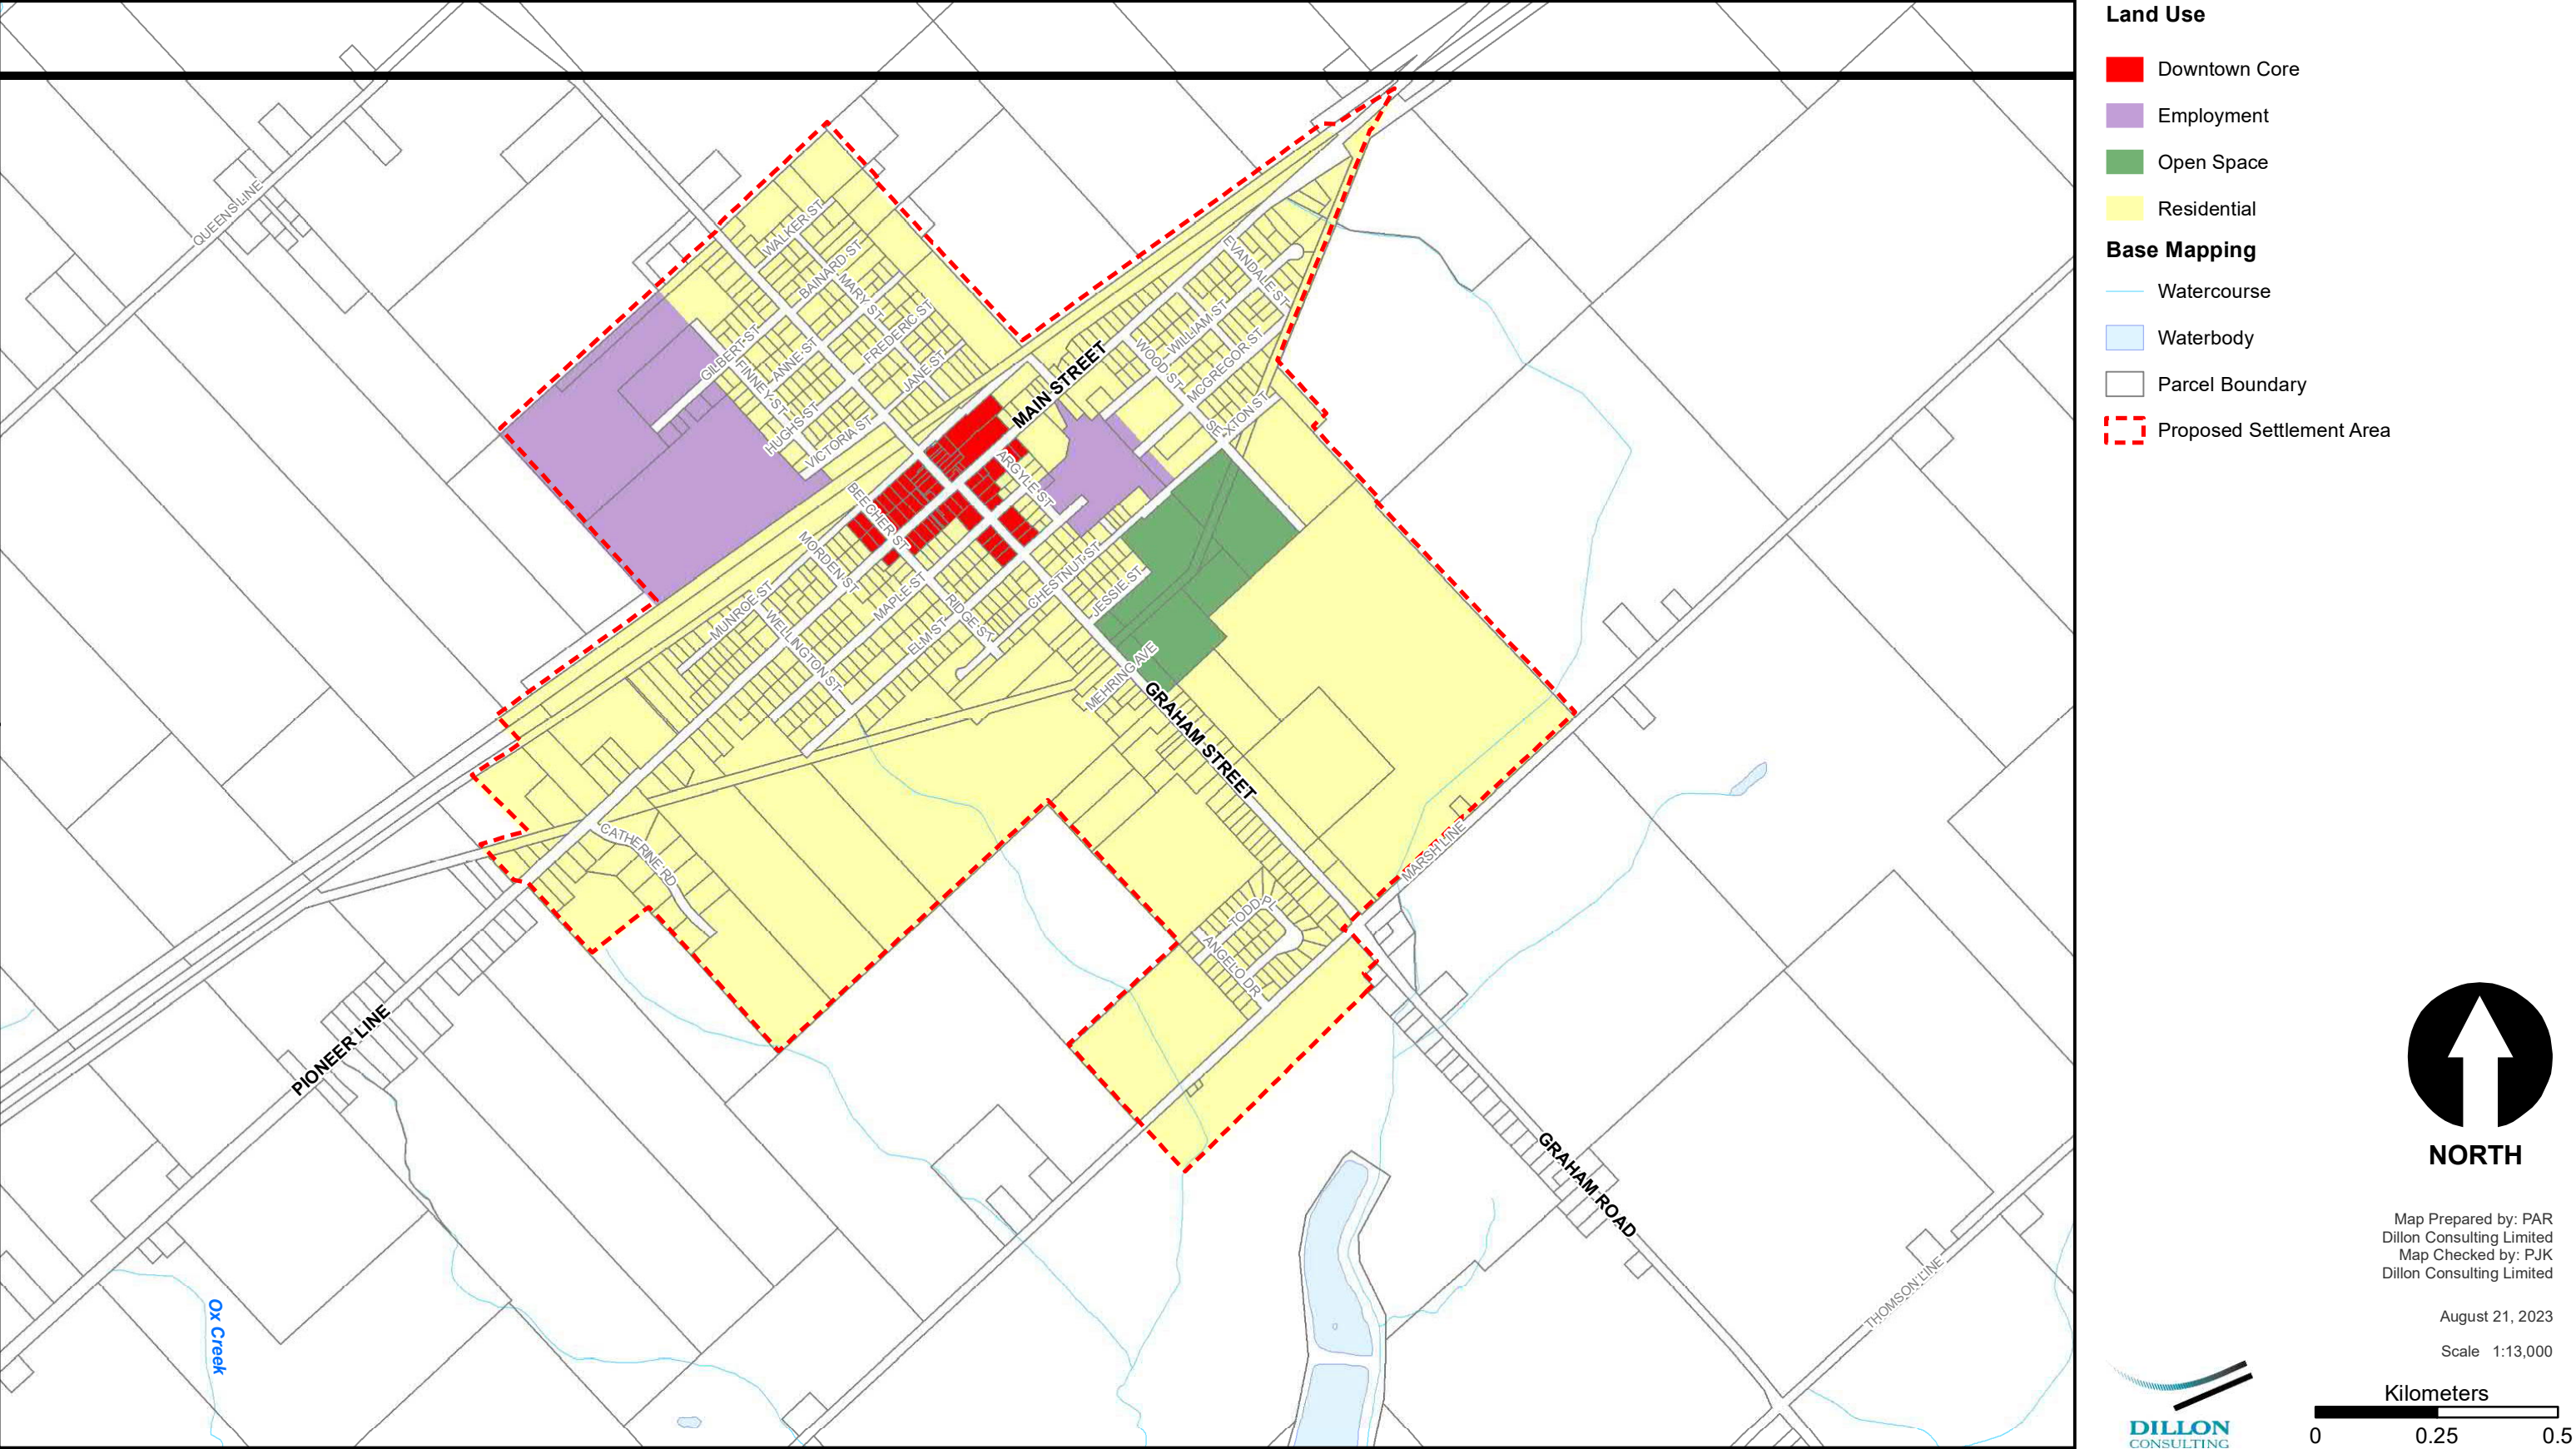 Land Use
Downtown Core
Employment
Open Space
Residential
Base Mapping
Watercourse
Waterbody
Parcel Boundary
Proposed Settlement Area
QUEENS LINE
WALKER ST
BAINARD ST
MARY ST
FREDERIC ST
GILBERT ST
FINNEY ST
ANNE ST
JANE ST
HUGH ST
VICTORIA ST
MAIN STREET
EVANDALE ST
WILLIAM ST
WOOD ST
MCGREGOR ST
SEXTON ST
ARGYLE ST
BEECHER ST
MORDEN ST
MUNROE ST
MAPLE ST
WELLINGTON ST
RIDGE ST
ELM ST
CHESTNUT ST
JESSIE ST
MEHRING AVE
GRAHAM STREET
CATHERINE RD
MARSH LINE
TODD PL
ANGELO DR
PIONEER LINE
GRAHAM ROAD
THOMSON LINE
Ox Creek
NORTH
Map Prepared by: PAR
Dillon Consulting Limited
Map Checked by: PJK
Dillon Consulting Limited
August 21, 2023
Scale 1:13,000
Kilometers
0 0.25 0.5
DILLON
CONSULTING